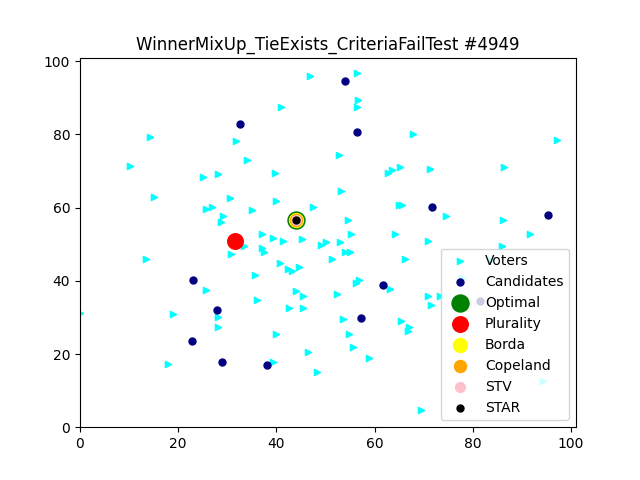 WinnerMixUp_TieExists_CriteriaFailTest #4949
100
80
60
40
20
0
0 20 40 60 80 100
Voters
Candidates
Optimal
Plurality
Borda
Copeland
STV
STAR